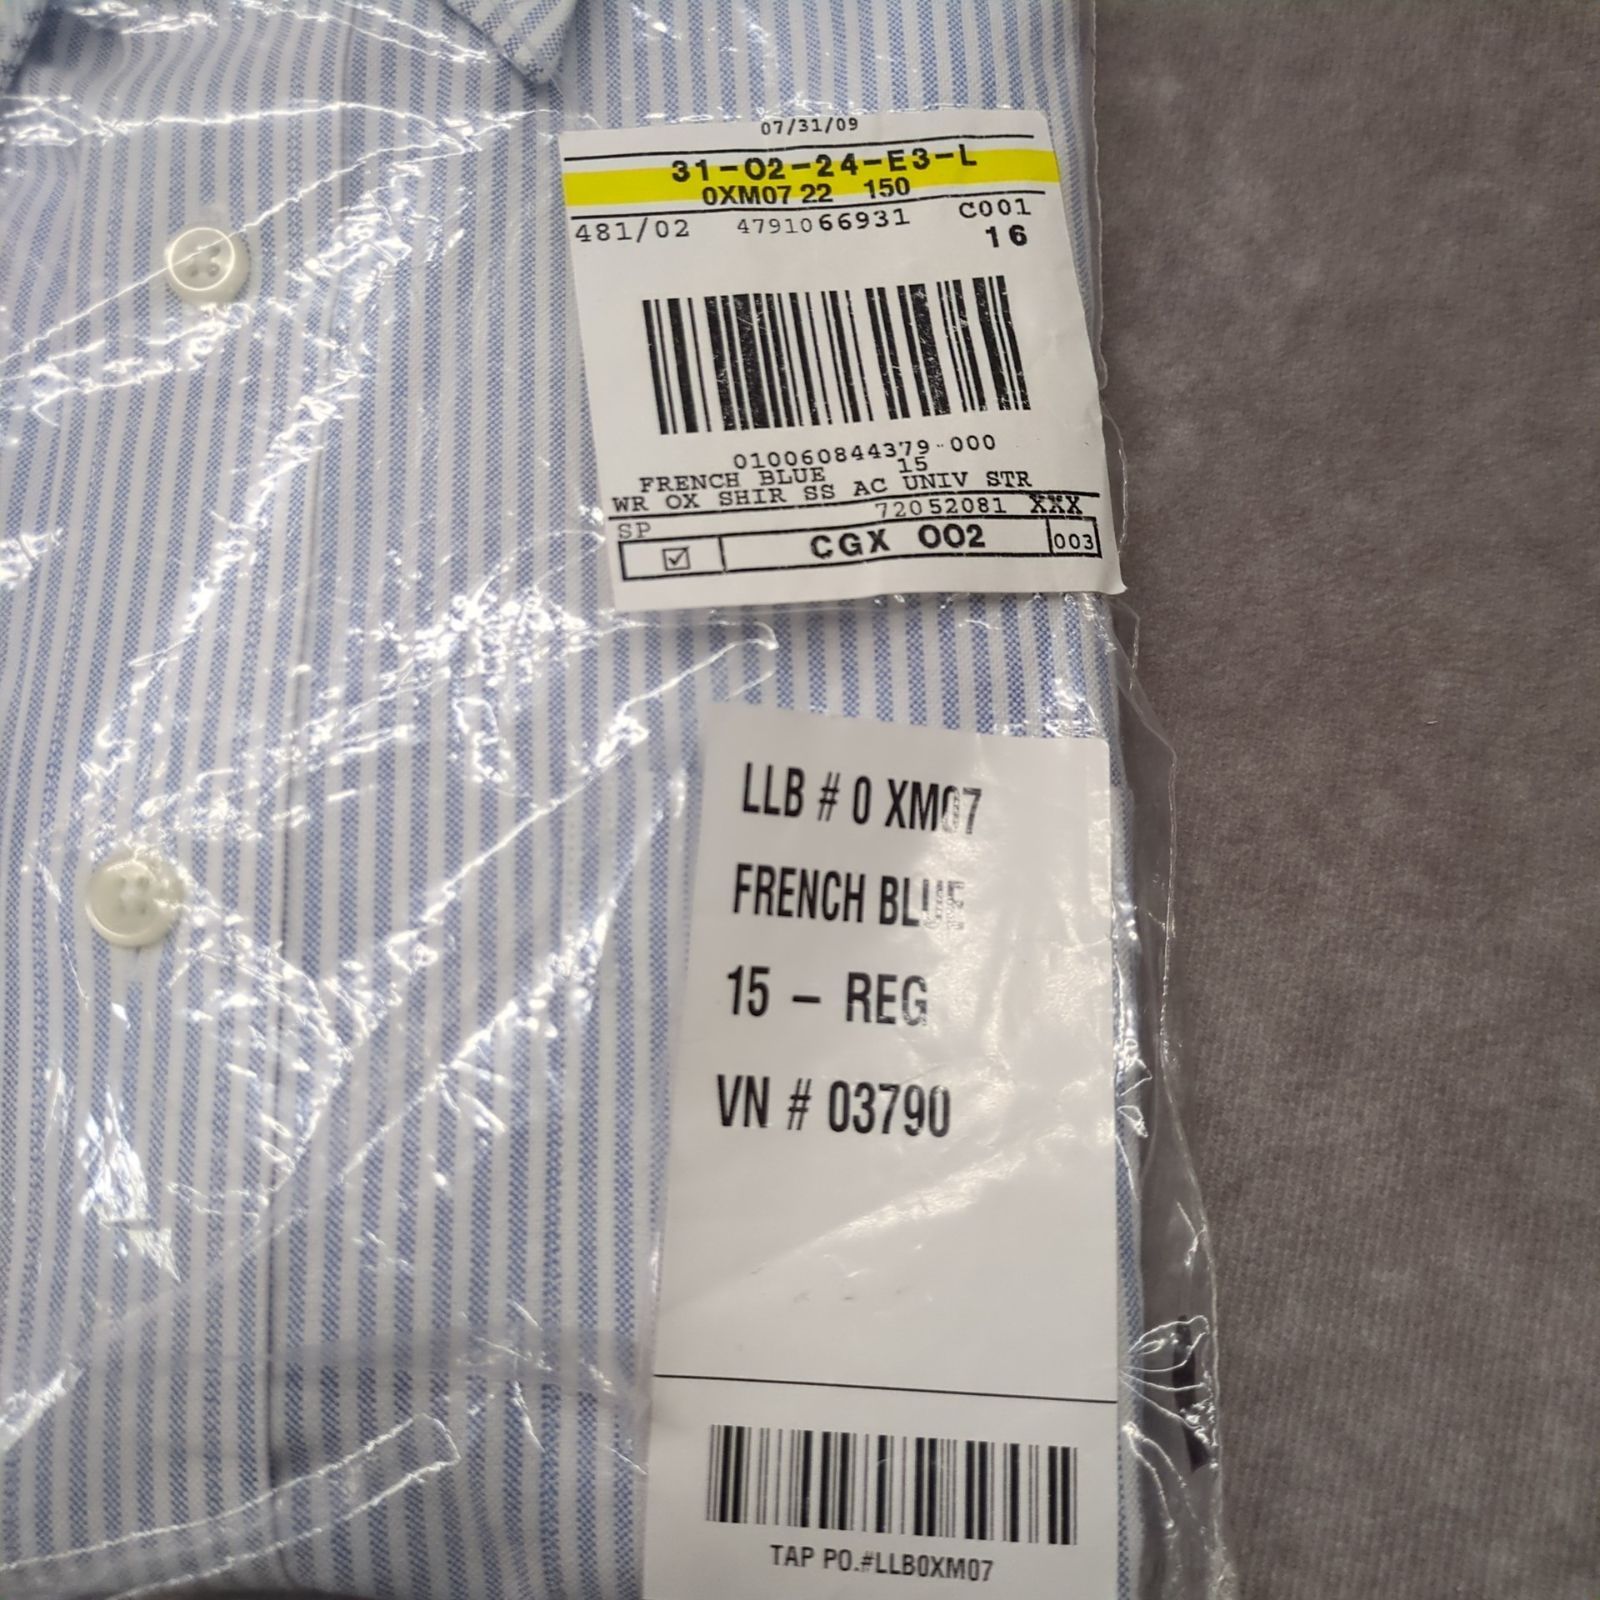 07/31/09
31-02-24-E3-L
0XM07 22 150
481/02 4791066931 C001
16
010060844379-000
FRENCH BLUE 15
WR OX SHIR SS AC UNIV STR
72052081 XXX
SP
CGX 002 003
LLB # 0 XM07
FRENCH BLUE
15 - REG
VN # 03790
TAP PO.#LLB0XM07